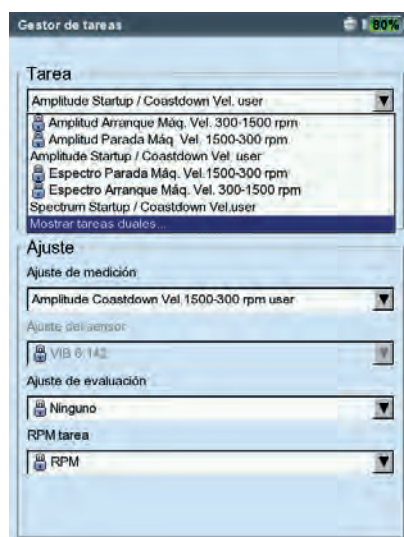 Gestor de tareas 80%
Tarea
Amplitude Startup / Coastdown Vel. user
Amplitud Arranque Máq. Vel. 300-1500 rpm
Amplitud Parada Máq. Vel. 1500-300 rpm
Amplitude Startup / Coastdown Vel. user
Espectro Parada Máq. Vel. 1500-300 rpm
Espectro Arranque Máq. Vel. 300-1500 rpm
Spectrum Startup / Coastdown Vel.user
Mostrar tareas duales...
Ajuste
Ajuste de medición
Amplitude Coastdown Vel. 1500-300 rpm user
Ajuste del sensor
VIB 6.142
Ajuste de evaluación
Ninguno
RPM tarea
RPM